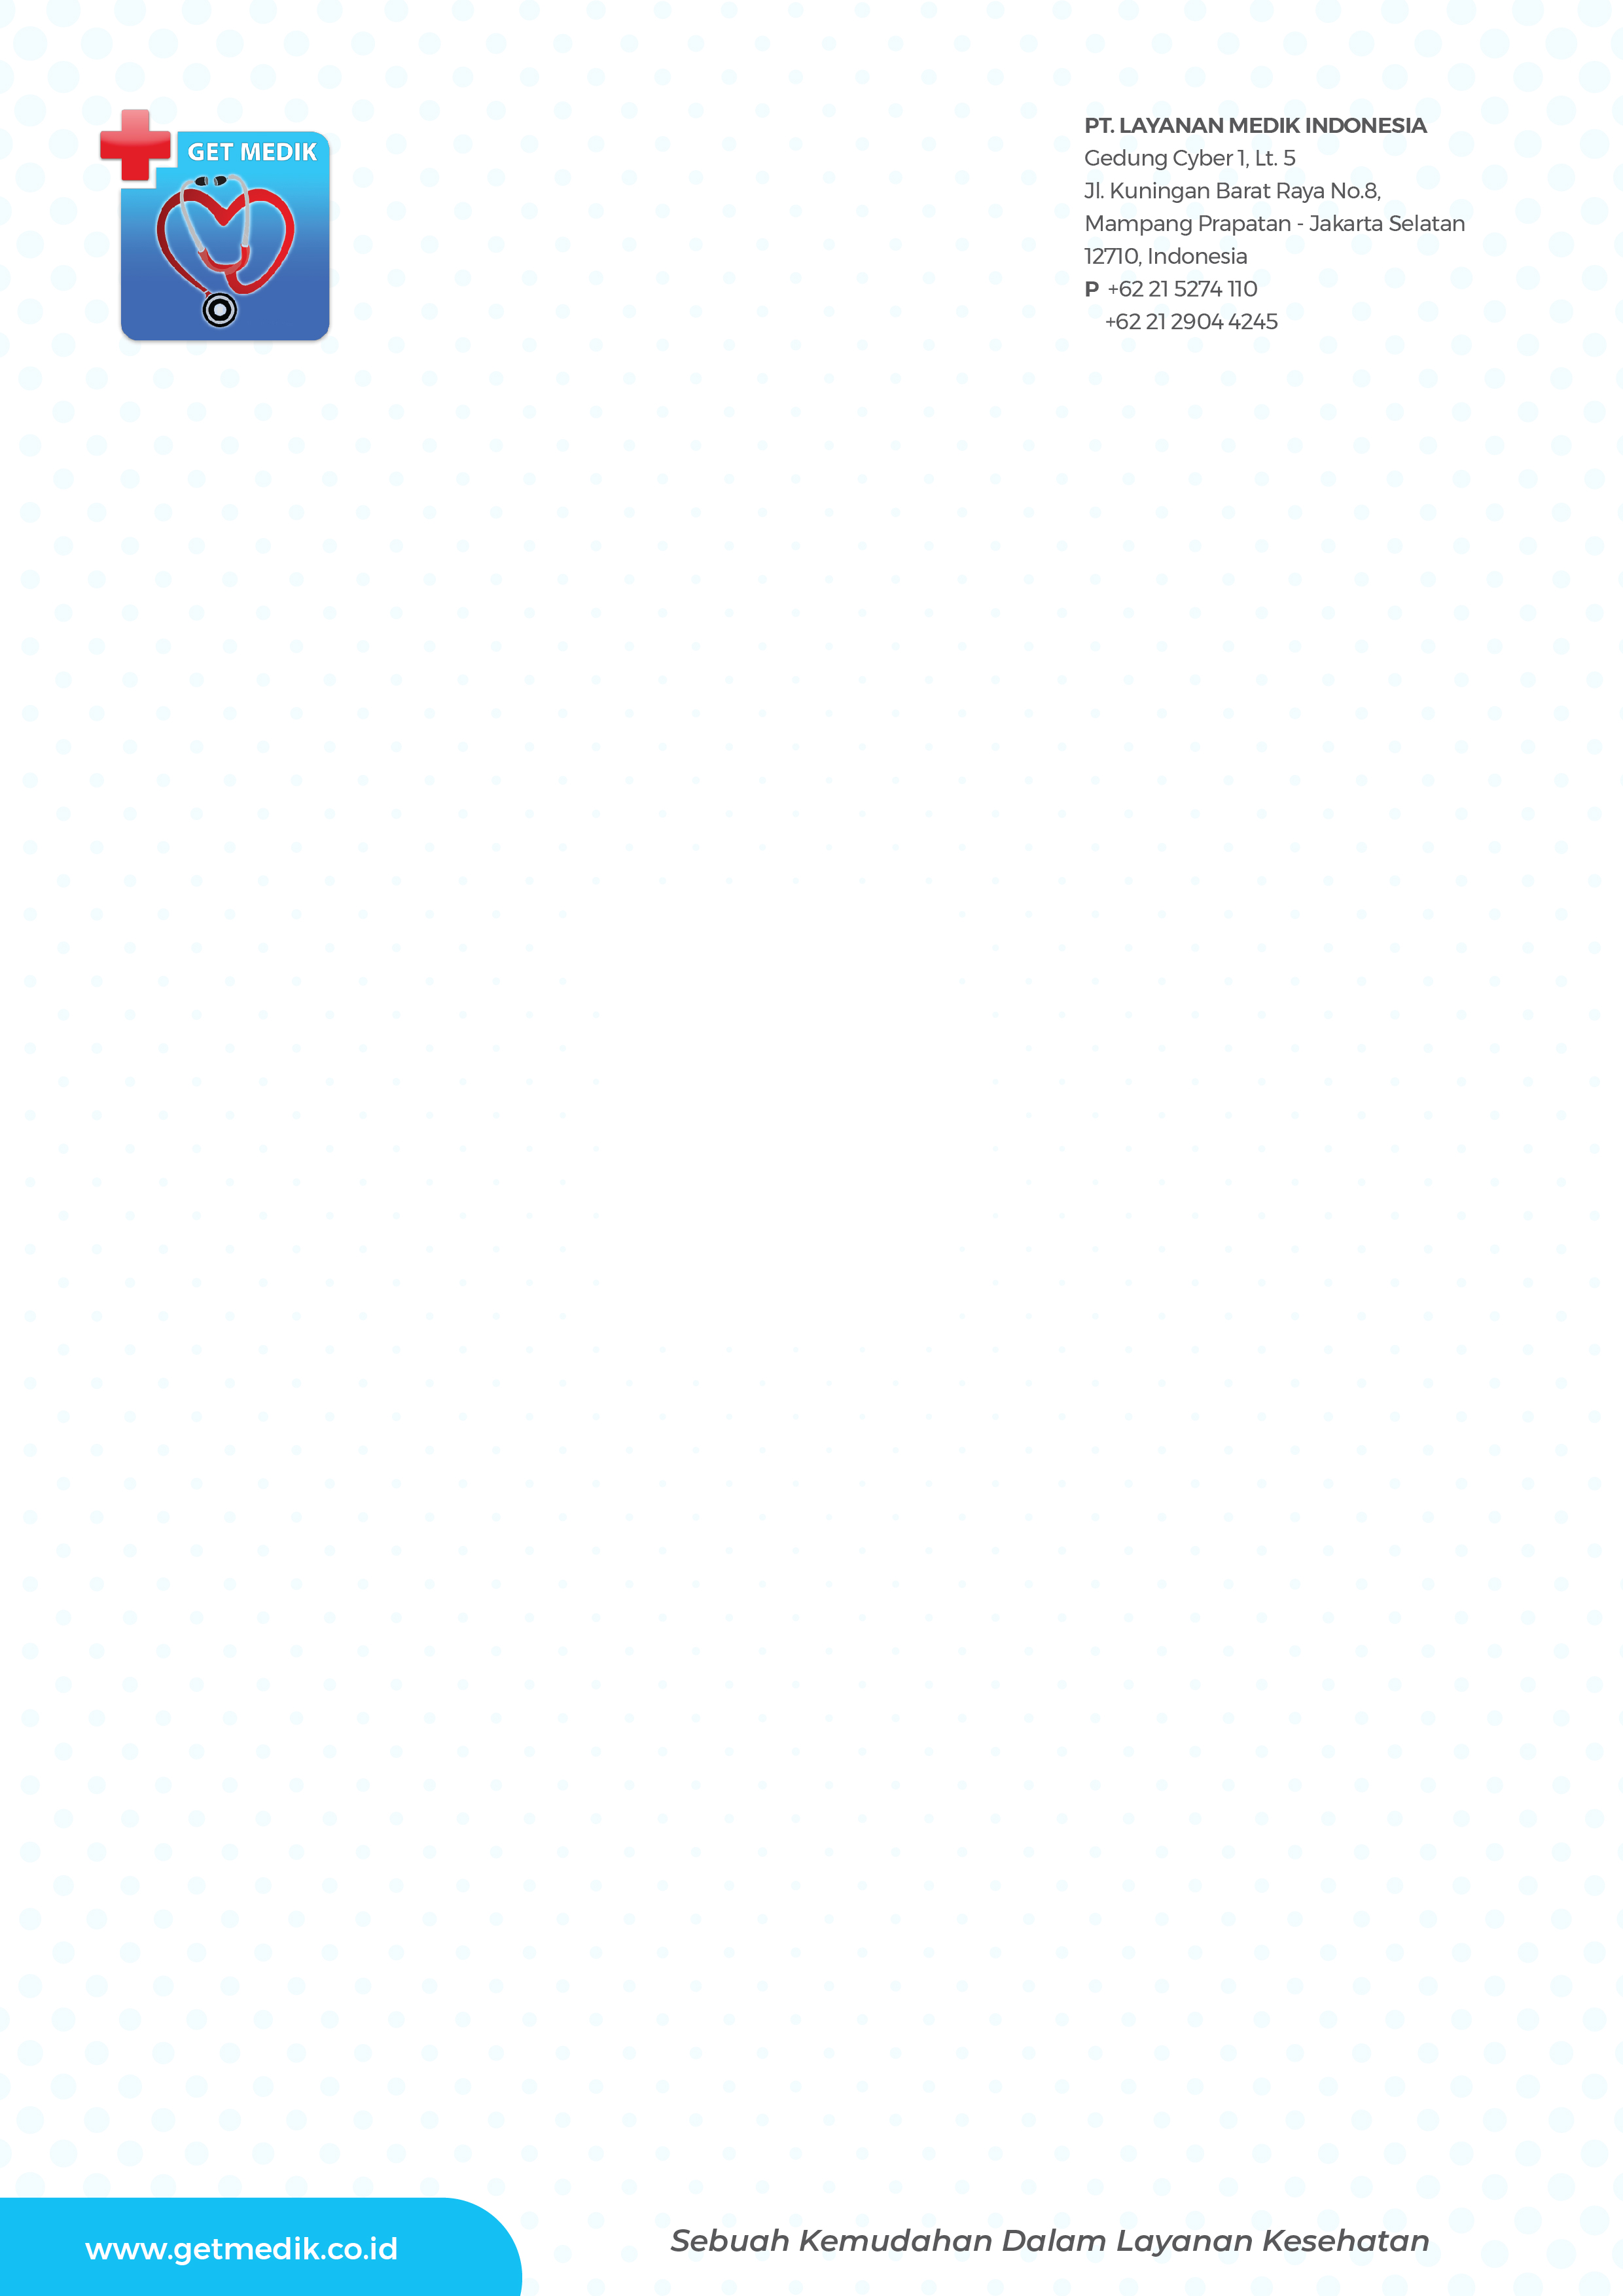 GET MEDIK
PT. LAYANAN MEDIK INDONESIA
Gedung Cyber 1, Lt. 5
Jl. Kuningan Barat Raya No.8,
Mampang Prapatan - Jakarta Selatan
12710, Indonesia
P +62 21 5274 110
+62 21 2904 4245
www.getmedik.co.id
Sebuah Kemudahan Dalam Layanan Kesehatan